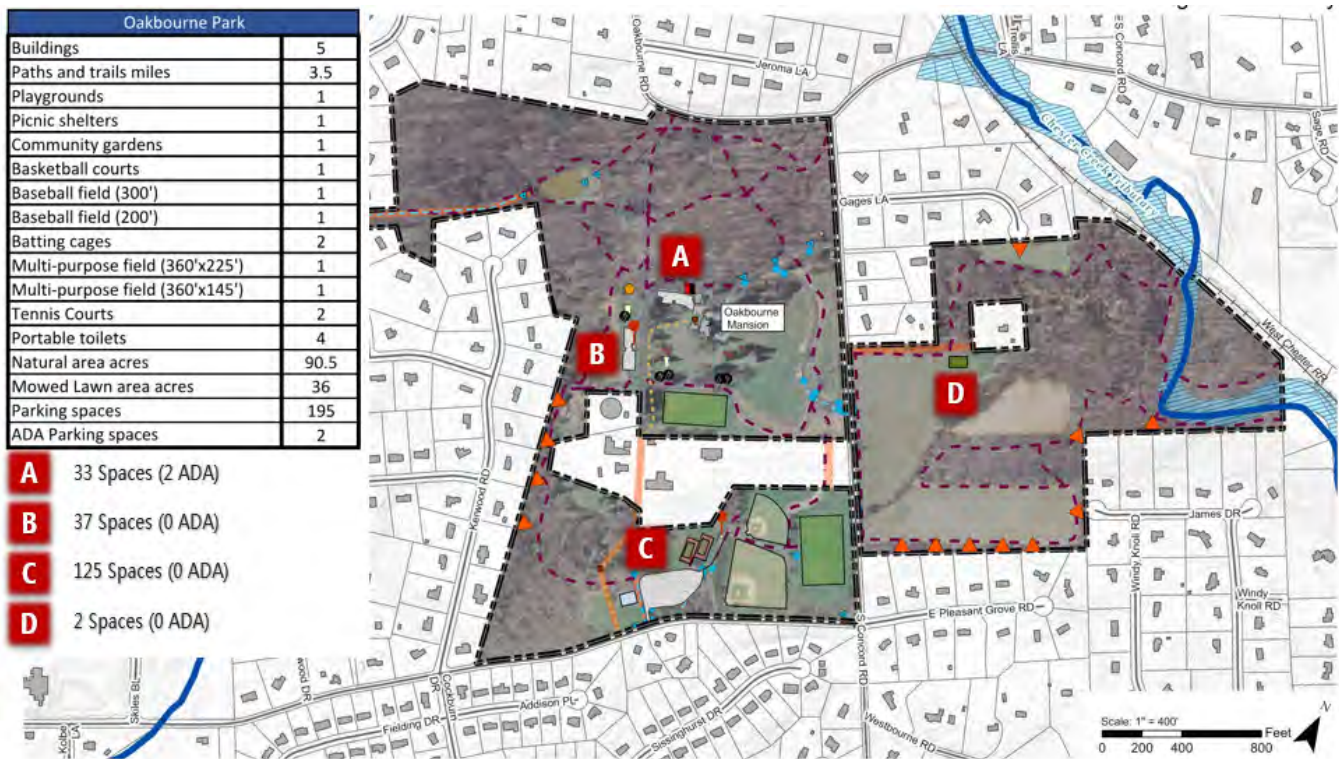 Oakbourne Park
Buildings 5
Paths and trails miles 3.5
Playgrounds 1
Picnic shelters 1
Community gardens 1
Basketball courts 1
Baseball field (300') 1
Baseball field (200') 1
Batting cages 2
Multi-purpose field (360'x225') 1
Multi-purpose field (360'x145') 1
Tennis Courts 2
Portable toilets 4
Natural area acres 90.5
Mowed Lawn area acres 36
Parking spaces 195
ADA Parking spaces 2
A 33 Spaces (2 ADA)
B 37 Spaces (0 ADA)
C 125 Spaces (0 ADA)
D 2 Spaces (0 ADA)
Oakbourne RD
Jeroma LA
Trellis LA
S Concord RD
Sage RD
Chester Creek Tributary
Gages LA
West Chester RR
A
Oakbourne
Mansion
B
D
Kerwood RD
C
James DR
Windy Knoll RD
Windy
Knoll RD
E Pleasant Grove RD
S Concord RD
Skiles Bl
Kolbe
LA
Cockburn
DR
Addison PL
Fielding DR
Sissinghurst DR
Westbourne RD
Scale: 1" = 400'
Feet
0 200 400 800
N